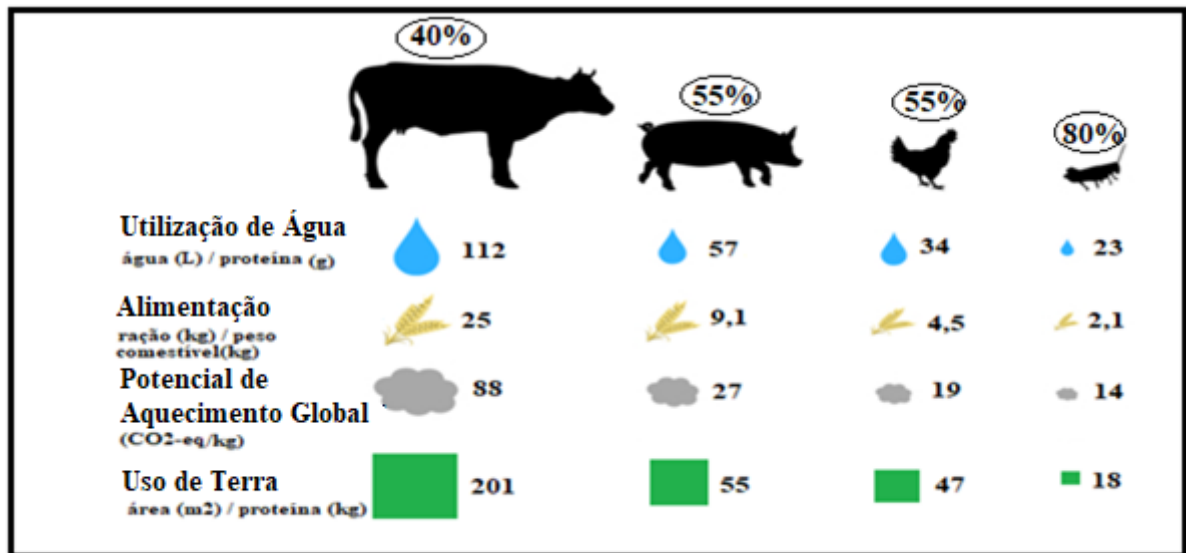 40%
55%
55%
80%
Utilização de Água
água (L) / proteína (g)
112
57
34
23
Alimentação
ração (kg) / peso
comestível(kg)
25
9,1
4,5
2,1
Potencial de
Aquecimento Global
(CO2-eq/kg)
88
27
19
14
Uso de Terra
área (m2) / proteína (kg)
201
55
47
18